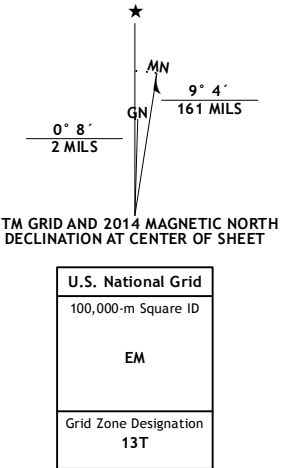 ★
MN
GN
9° 4´
161 MILS
0° 8´
2 MILS
TM GRID AND 2014 MAGNETIC NORTH
DECLINATION AT CENTER OF SHEET
U.S. National Grid
100,000-m Square ID
EM
Grid Zone Designation
13T